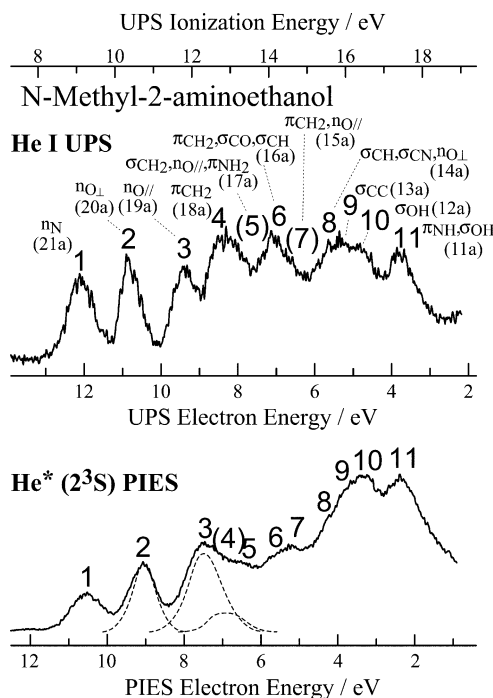 UPS Ionization Energy / eV
8 10 12 14 16 18
N-Methyl-2-aminoethanol
He I UPS
πCH2,nO//
(15a)
πCH2,σCO,σCH
(16a)
σCH,σCN,nO⊥
(14a)
σCH2,nO//,πNH2
(17a)
nO⊥
(20a)
nO//
(19a)
πCH2
(18a)
σCC (13a)
σOH (12a)
πNH,σOH
(11a)
nN
(21a)
1 2 3 4 (5) 6 (7) 8 9 10 11
12 10 8 6 4 2
UPS Electron Energy / eV
He* (2³S) PIES
1 2 3 (4) 5 6 7 8 9 10 11
12 10 8 6 4 2
PIES Electron Energy / eV